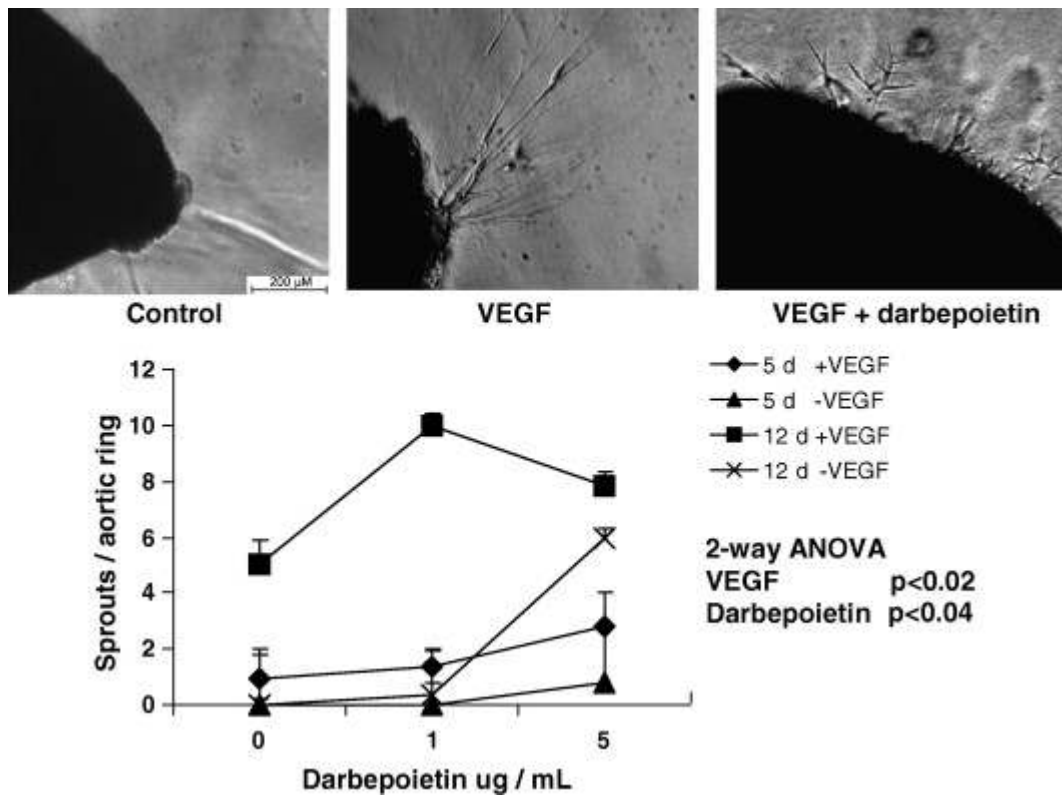 200 µM
Control
VEGF
VEGF + darbepoietin
5 d +VEGF
5 d -VEGF
12 d +VEGF
12 d -VEGF
2-way ANOVA
VEGF p<0.02
Darbepoietin p<0.04
Sprouts / aortic ring
12
10
8
6
4
2
0
0 1 5
Darbepoietin ug / mL